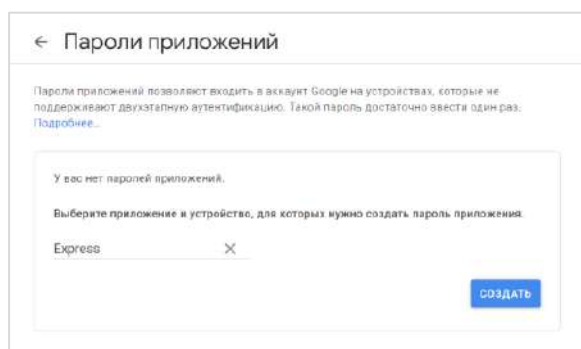 ← Пароли приложений
Пароли приложений позволяют входить в аккаунт Google на устройствах, которые не
поддерживают двухэтапную аутентификацию. Такой пароль достаточно ввести один раз.
Подробнее…
У вас нет паролей приложений.
Выберите приложение и устройство, для которых нужно создать пароль приложения.
Express ×
СОЗДАТЬ